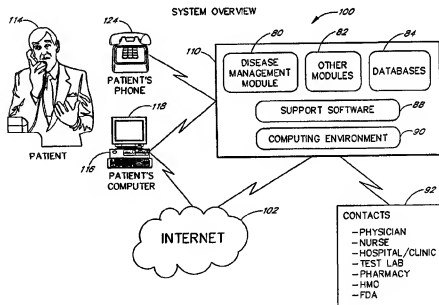 SYSTEM OVERVIEW
100
114
124
110
80
82
84
DISEASE
MANAGEMENT
MODULE
OTHER
MODULES
DATABASES
PATIENT'S
PHONE
118
SUPPORT SOFTWARE
88
COMPUTING ENVIRONMENT
90
PATIENT
116
PATIENT'S
COMPUTER
102
INTERNET
92
CONTACTS
-PHYSICIAN
-NURSE
-HOSPITAL/CLINIC
-TEST LAB
-PHARMACY
-HMO
-FDA